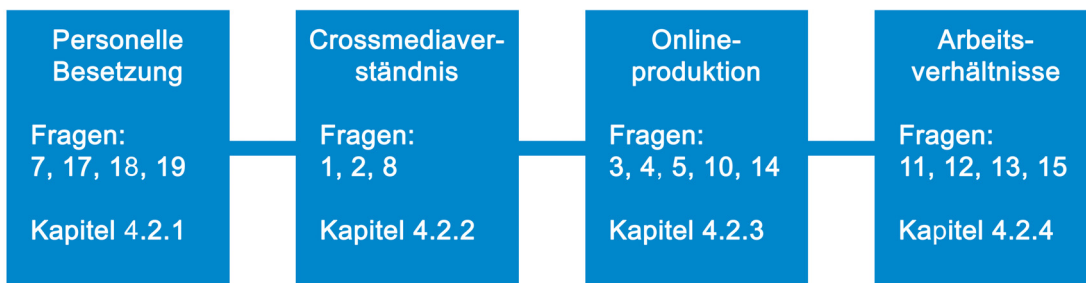 Personelle
Besetzung
Fragen:
7, 17, 18, 19
Kapitel 4.2.1
Crossmediaver-
ständnis
Fragen:
1, 2, 8
Kapitel 4.2.2
Online-
produktion
Fragen:
3, 4, 5, 10, 14
Kapitel 4.2.3
Arbeits-
verhältnisse
Fragen:
11, 12, 13, 15
Kapitel 4.2.4